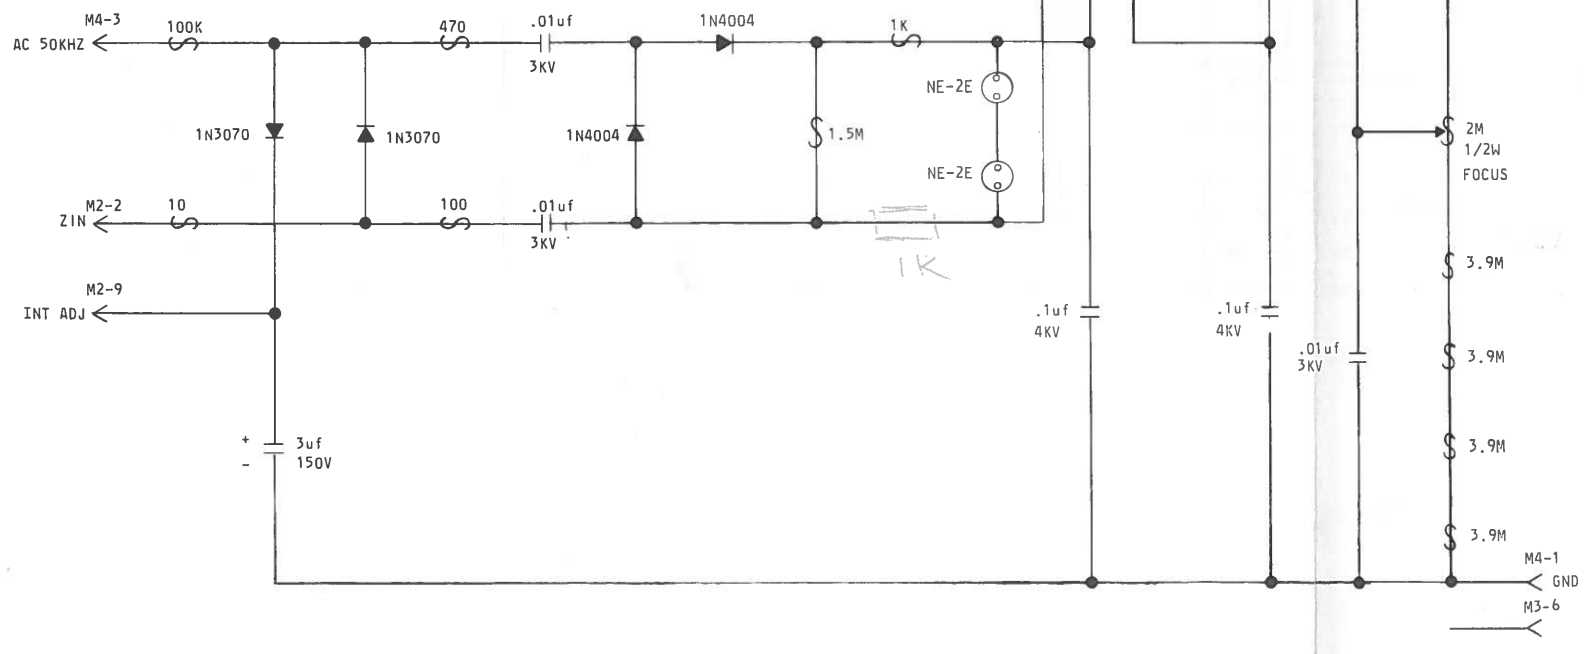 M4-3
AC 50KHZ
100K
470
.01uf
3KV
1N4004
1K
NE-2E
1N3070
1N3070
1N4004
1.5M
2M
1/2W
FOCUS
NE-2E
M2-2
ZIN
10
100
.01uf
3KV
1K
3.9M
M2-9
INT ADJ
.1uf
4KV
.1uf
4KV
.01uf
3KV
3.9M
+
-
3uf
150V
3.9M
3.9M
M4-1
GND
M3-6